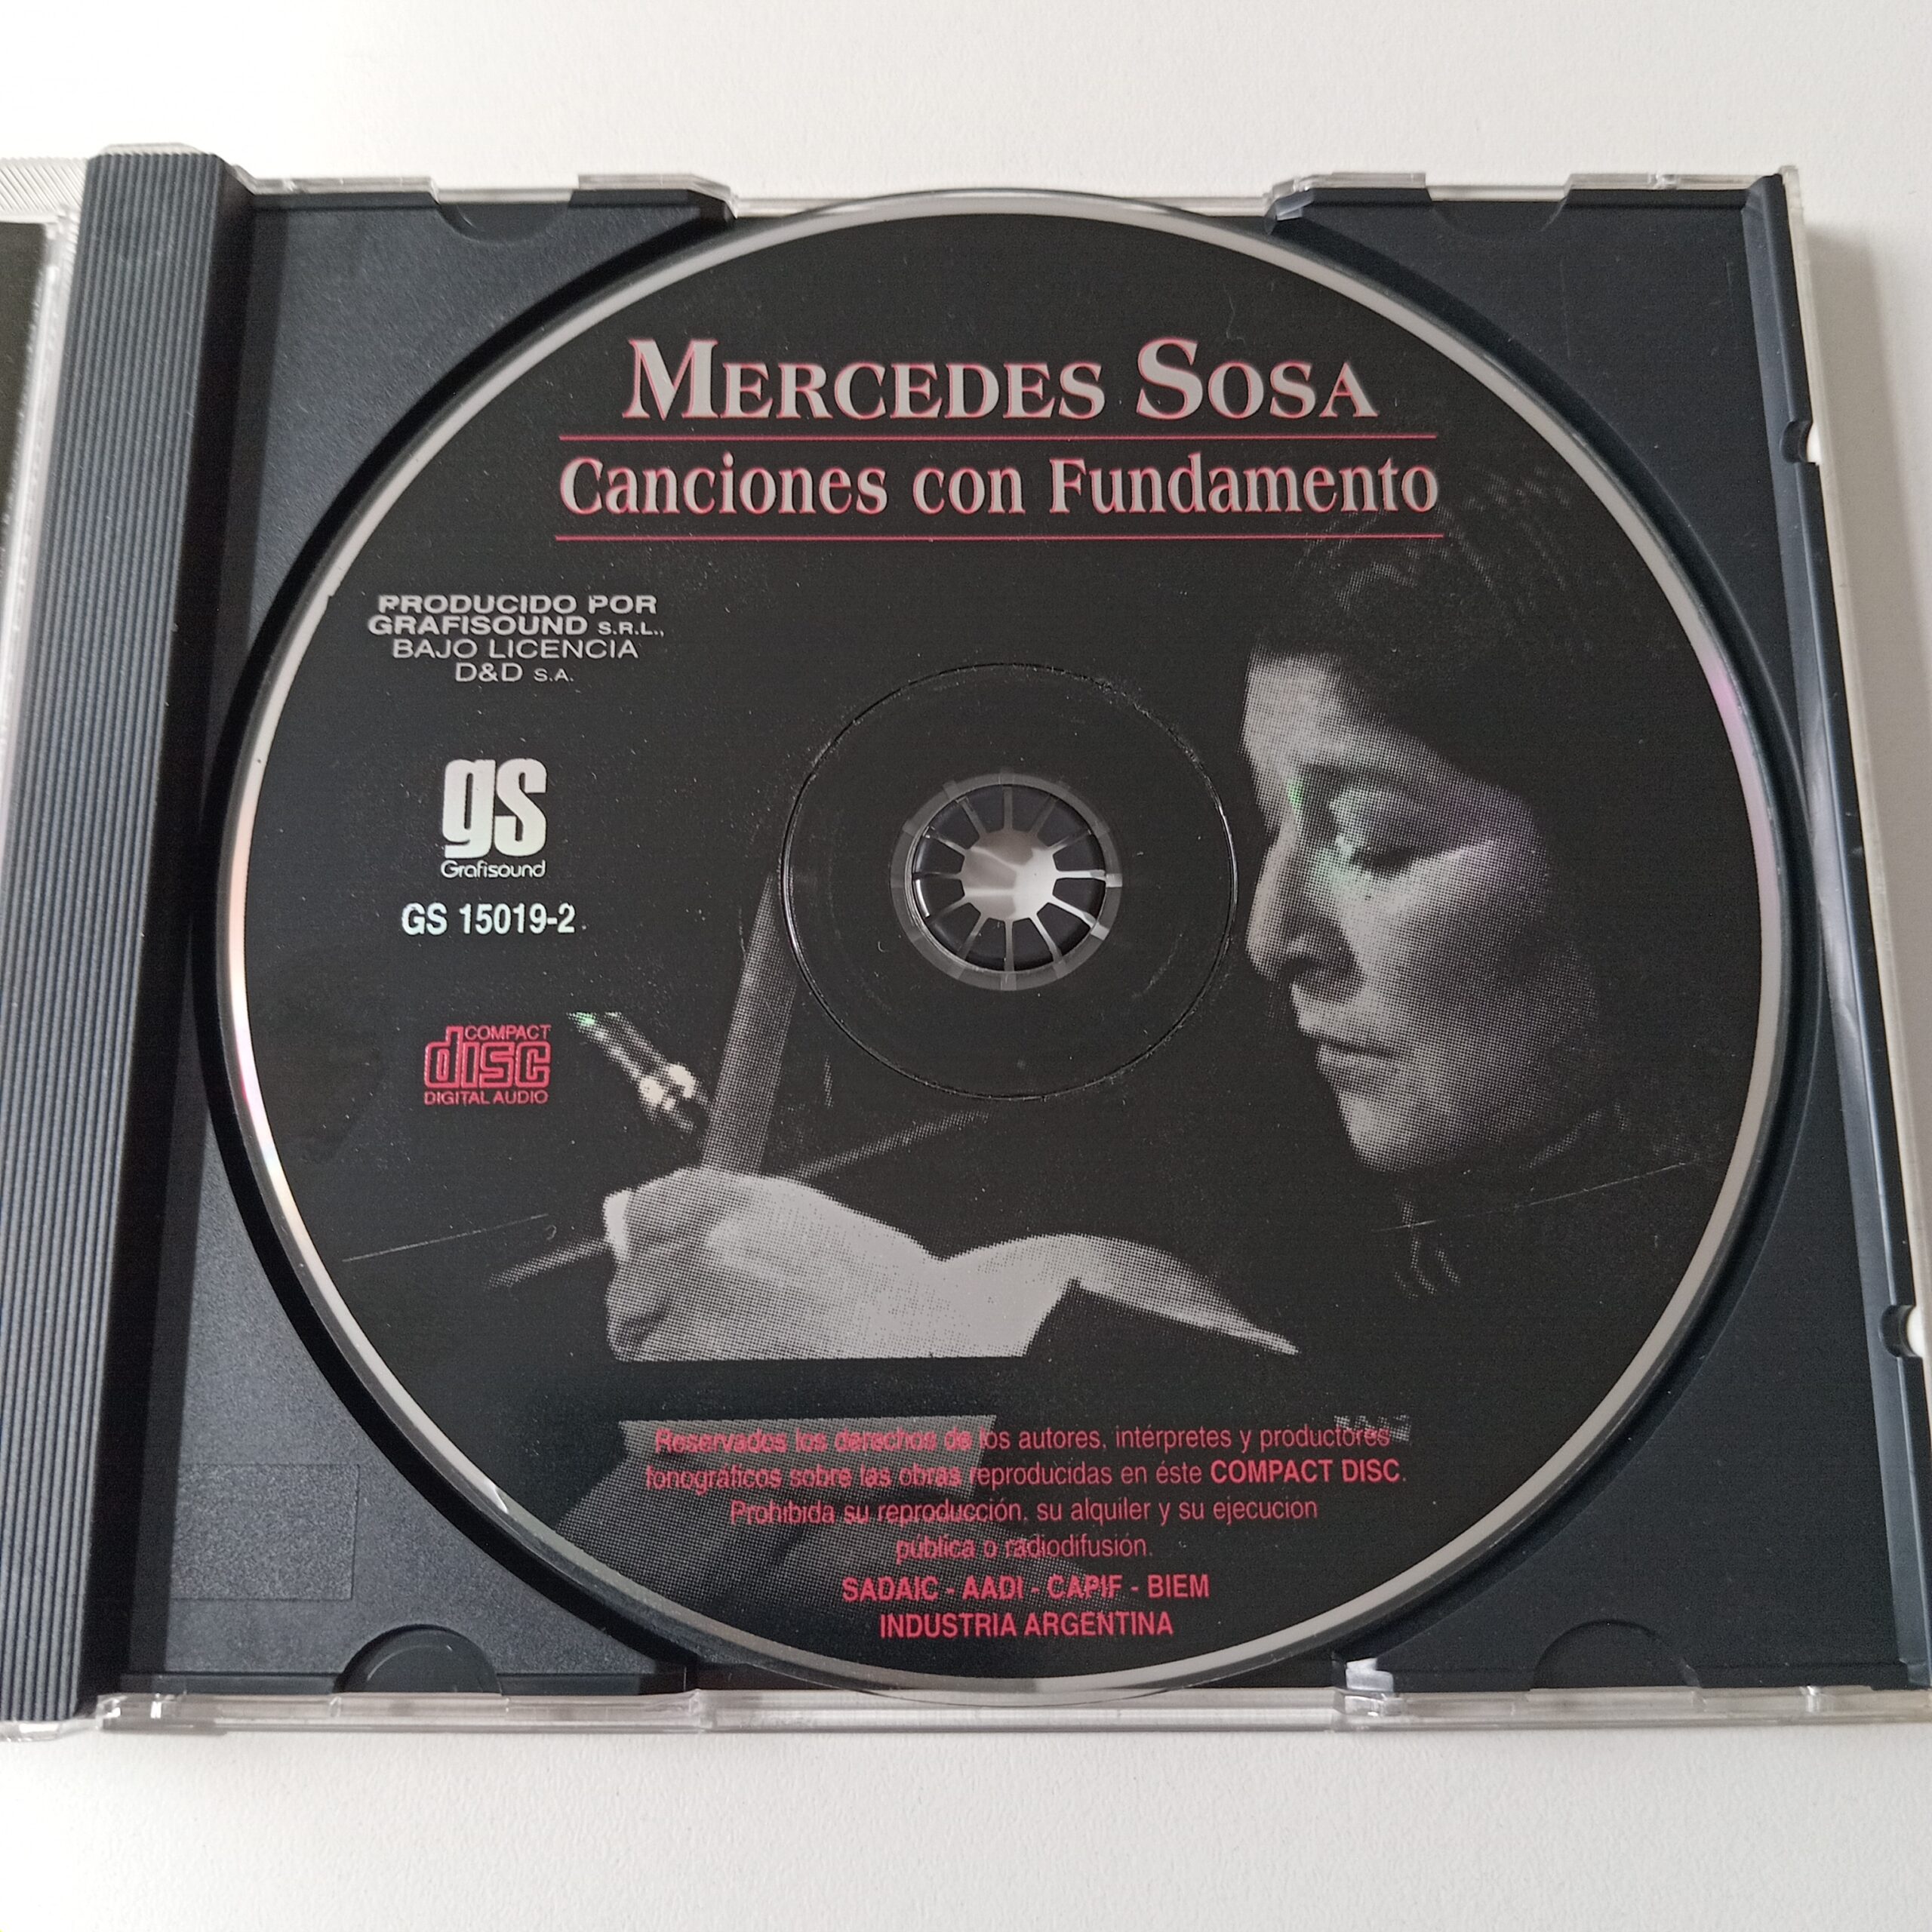 MERCEDES SOSA
Canciones con Fundamento
PRODUCIDO POR
GRAFISOUND S.R.L.,
BAJO LICENCIA
D&D S.A.
gs
Grafisound
GS 15019-2
COMPACT
disc
DIGITAL AUDIO
Reservados los derechos de los autores, intérpretes y productores
fonográficos sobre las obras reproducidas en éste COMPACT DISC.
Prohibida su reproducción, su alquiler y su ejecución
pública o radiodifusión.
SADAIC - AADI - CAPIF - BIEM
INDUSTRIA ARGENTINA